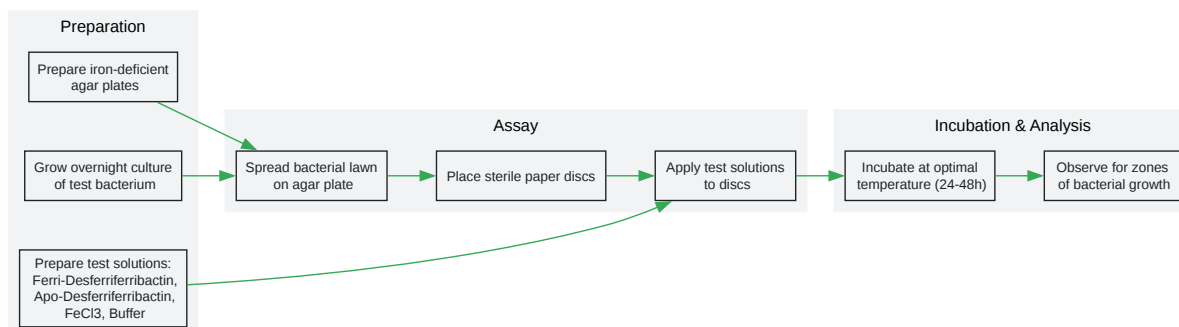 Preparation
Prepare iron-deficient
agar plates
Grow overnight culture
of test bacterium
Prepare test solutions:
Ferri-Desferriferribactin,
Apo-Desferriferribactin,
FeCl3, Buffer
Assay
Spread bacterial lawn
on agar plate
Place sterile paper discs
Apply test solutions
to discs
Incubation & Analysis
Incubate at optimal
temperature (24-48h)
Observe for zones
of bacterial growth